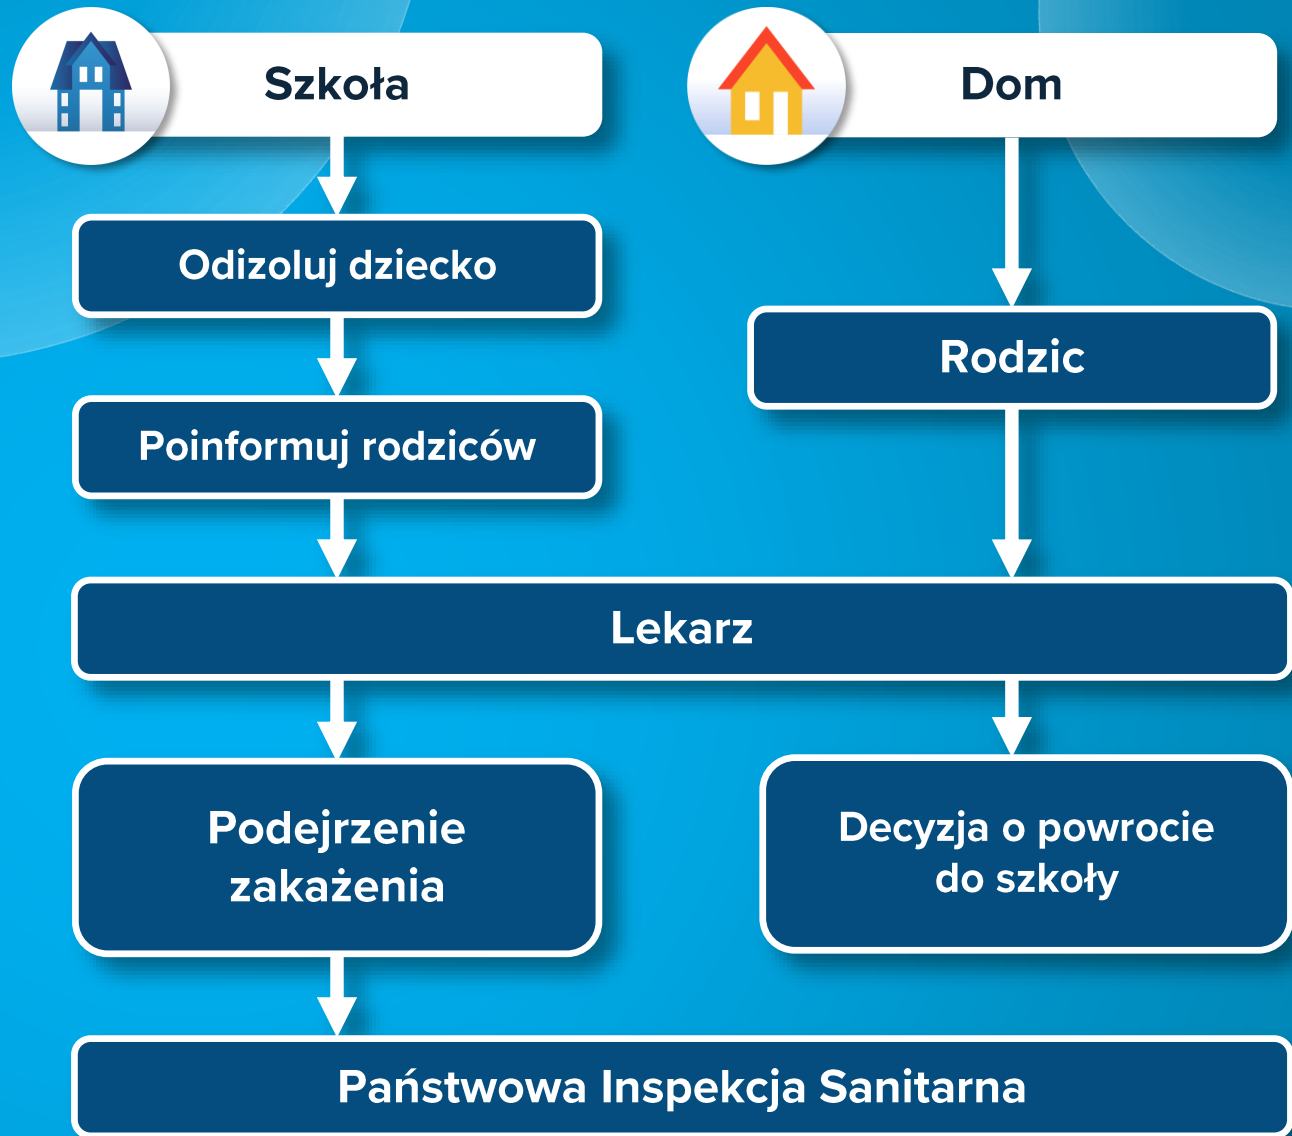 Szkoła
Dom
Odizoluj dziecko
Rodzic
Poinformuj rodziców
Lekarz
Podejrzenie
zakażenia
Decyzja o powrocie
do szkoły
Państwowa Inspekcja Sanitarna